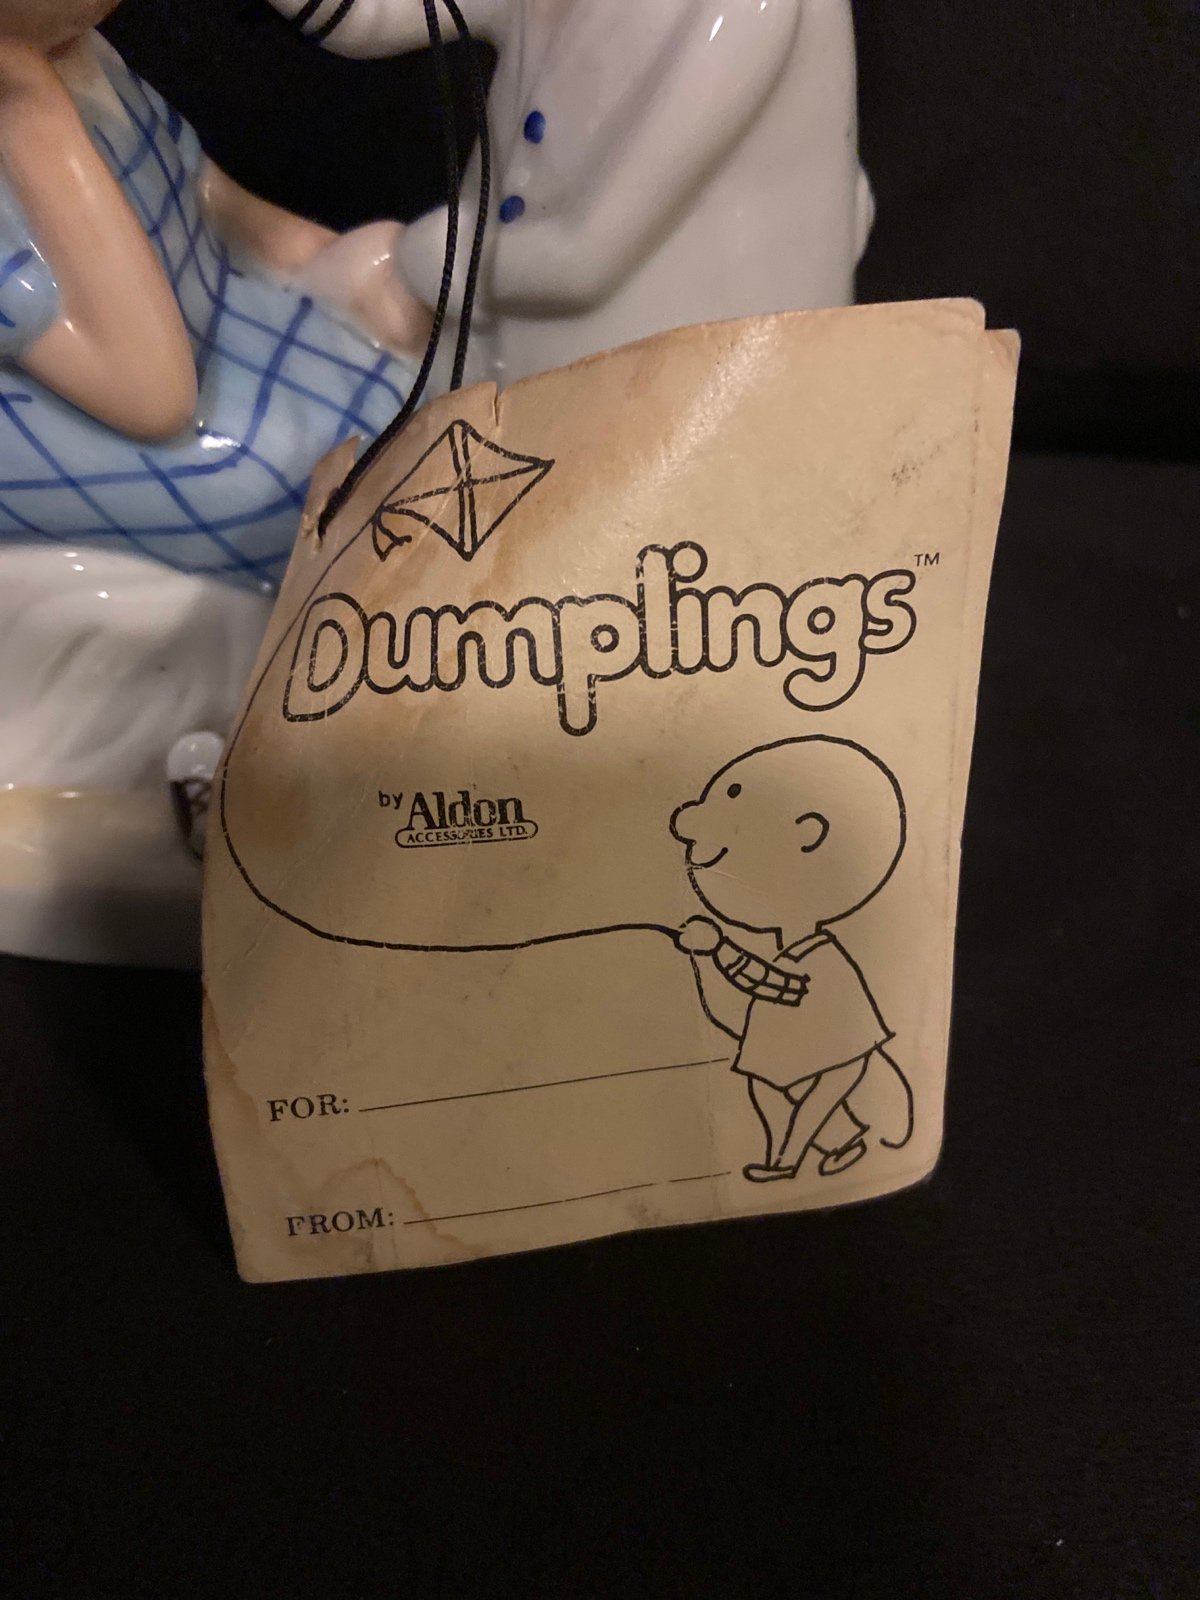 Dumplings™
by Aldon
ACCESSORIES LTD.
FOR:
FROM: